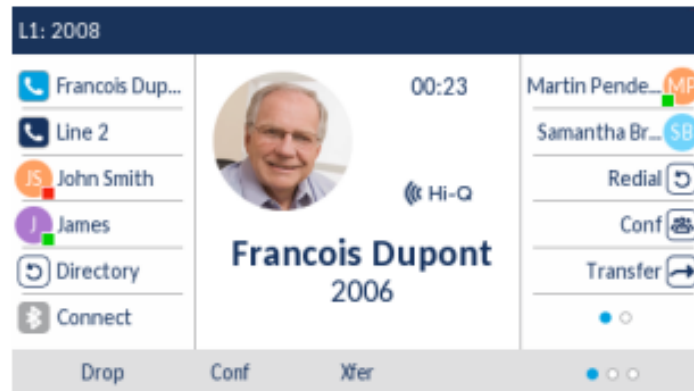 L1: 2008
Francois Dup...
Line 2
JS John Smith
J James
Directory
Connect
00:23
Hi-Q
Francois Dupont
2006
Martin Pende... MP
Samantha Br... SB
Redial
Conf
Transfer
Drop Conf Xfer